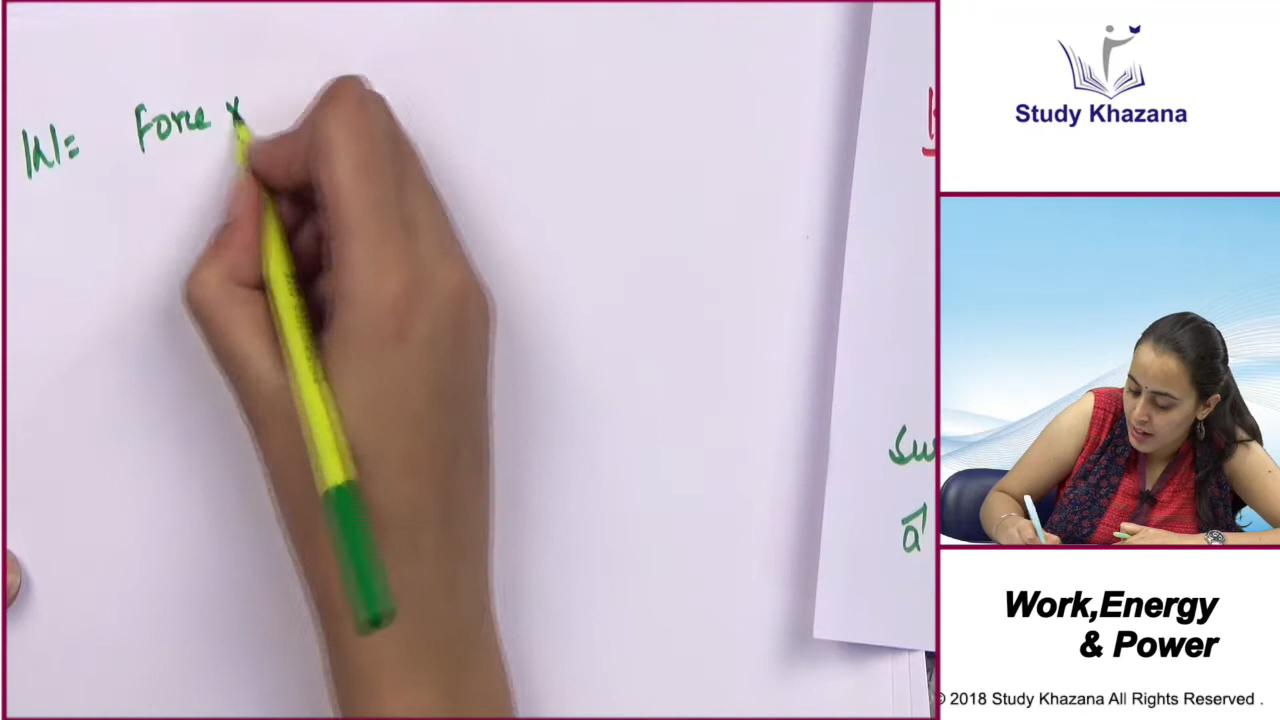 W= Force x
Study Khazana
Work,Energy
& Power
© 2018 Study Khazana All Rights Reserved .